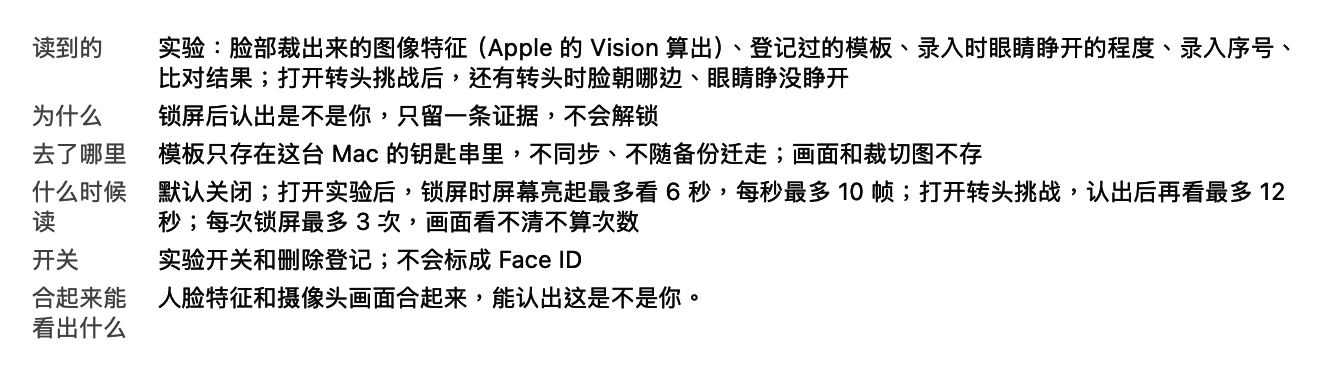 读到的 实验：脸部裁出来的图像特征（Apple 的 Vision 算出）、登记过的模板、录入时眼睛睁开的程度、录入序号、
比对结果；打开转头挑战后，还有转头时脸朝哪边、眼睛睁没睁开
为什么 锁屏后认出是不是你，只留一条证据，不会解锁
去了哪里 模板只存在这台 Mac 的钥匙串里，不同步、不随备份迁走；画面和裁切图不存
什么时候 默认关闭；打开实验后，锁屏时屏幕亮起最多看 6 秒，每秒最多 10 帧；打开转头挑战，认出后再看最多 12
读 秒；每次锁屏最多 3 次，画面看不清不算次数
开关 实验开关和删除登记；不会标成 Face ID
合起来能 人脸特征和摄像头画面合起来，能认出这是不是你。
看出什么